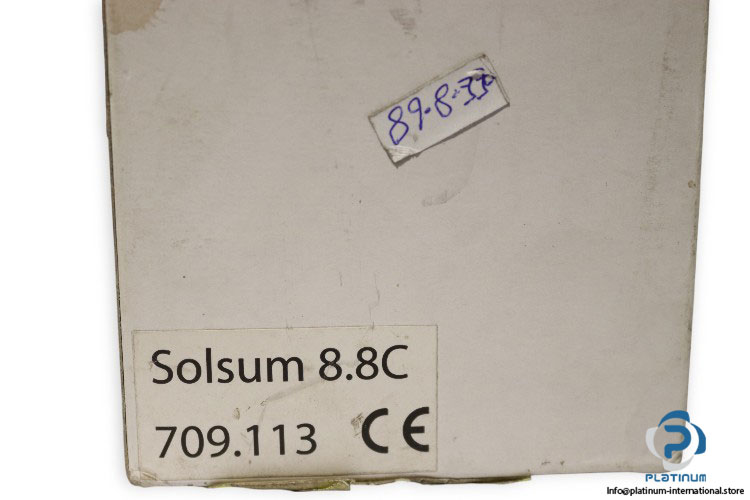 89-8-33
Solsum 8.8C
709.113 CE
PLATINUM
Info@platinum-international.store